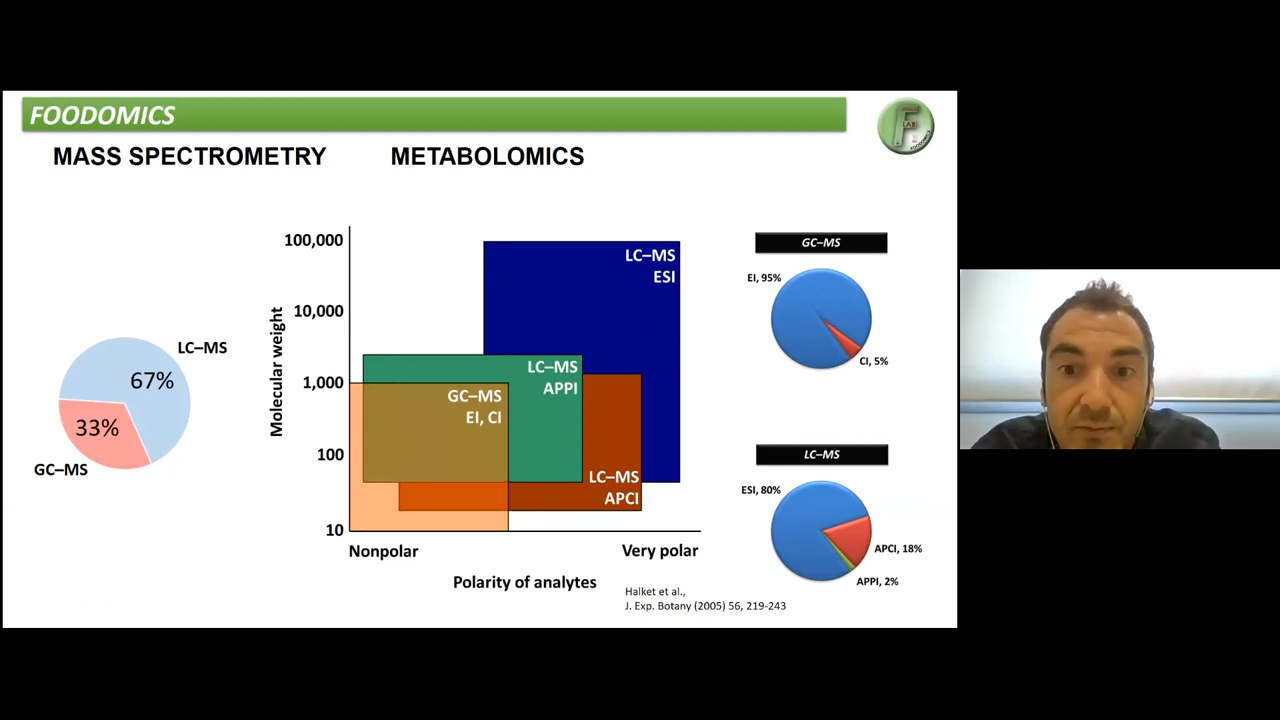 FOODOMICS
LAB
FOODOMICS
MASS SPECTROMETRY
METABOLOMICS
LC–MS
67%
33%
GC–MS
Molecular weight
100,000
10,000
1,000
100
10
LC–MS
ESI
LC–MS
APPI
GC–MS
EI, CI
LC–MS
APCI
Nonpolar
Very polar
Polarity of analytes
Halket et al.,
J. Exp. Botany (2005) 56, 219-243
GC–MS
EI, 95%
CI, 5%
LC–MS
ESI, 80%
APCI, 18%
APPI, 2%